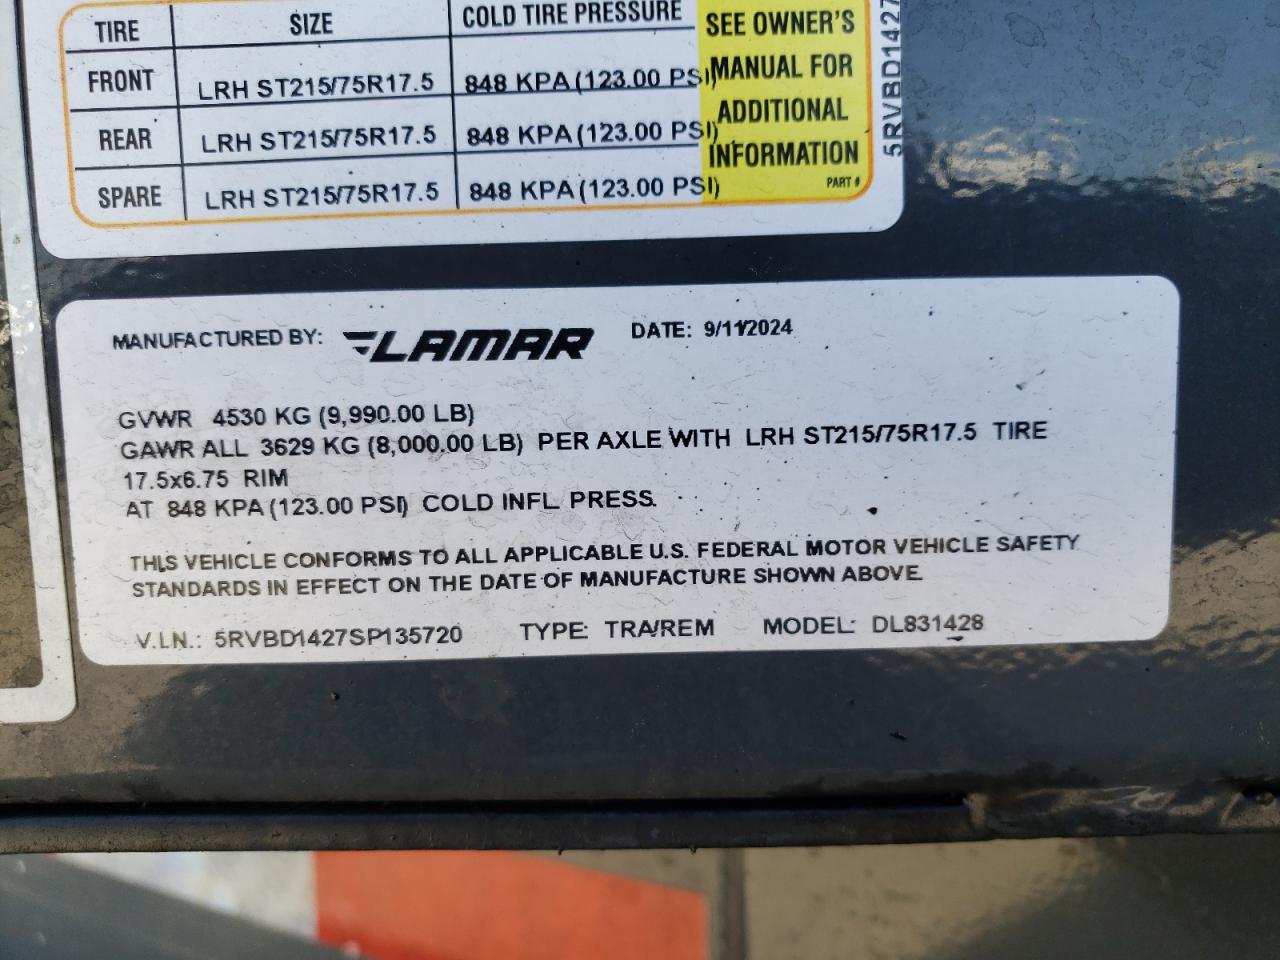 TIRE SIZE COLD TIRE PRESSURE SEE OWNER'S
FRONT LRH ST215/75R17.5 848 KPA (123.00 PSI) MANUAL FOR
REAR LRH ST215/75R17.5 848 KPA (123.00 PSI) ADDITIONAL
INFORMATION
SPARE LRH ST215/75R17.5 848 KPA (123.00 PSI) PART #
5RVBD1427
MANUFACTURED BY: LAMAR DATE: 9/11/2024
GVWR 4530 KG (9,990.00 LB)
GAWR ALL 3629 KG (8,000.00 LB) PER AXLE WITH LRH ST215/75R17.5 TIRE
17.5x6.75 RIM
AT 848 KPA (123.00 PSI) COLD INFL. PRESS.
THIS VEHICLE CONFORMS TO ALL APPLICABLE U.S. FEDERAL MOTOR VEHICLE SAFETY
STANDARDS IN EFFECT ON THE DATE OF MANUFACTURE SHOWN ABOVE.
V.I.N.: 5RVBD1427SP135720 TYPE: TRA/REM MODEL: DL831428